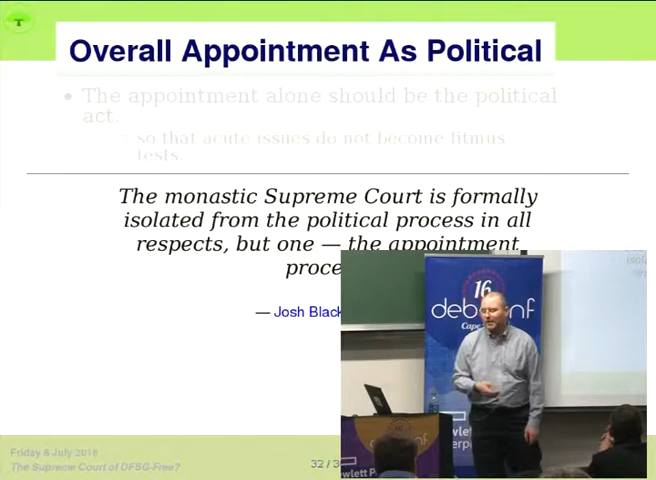 Overall Appointment As Political
• The appointment alone should be the political
act.
so that acute issues do not become litmus
tests.
The monastic Supreme Court is formally
isolated from the political process in all
respects, but one — the appointment
proce
— Josh Black
16
debconf
Cape
Friday 8 July 2016
The Supreme Court of DFSG-Free?
32 / 3